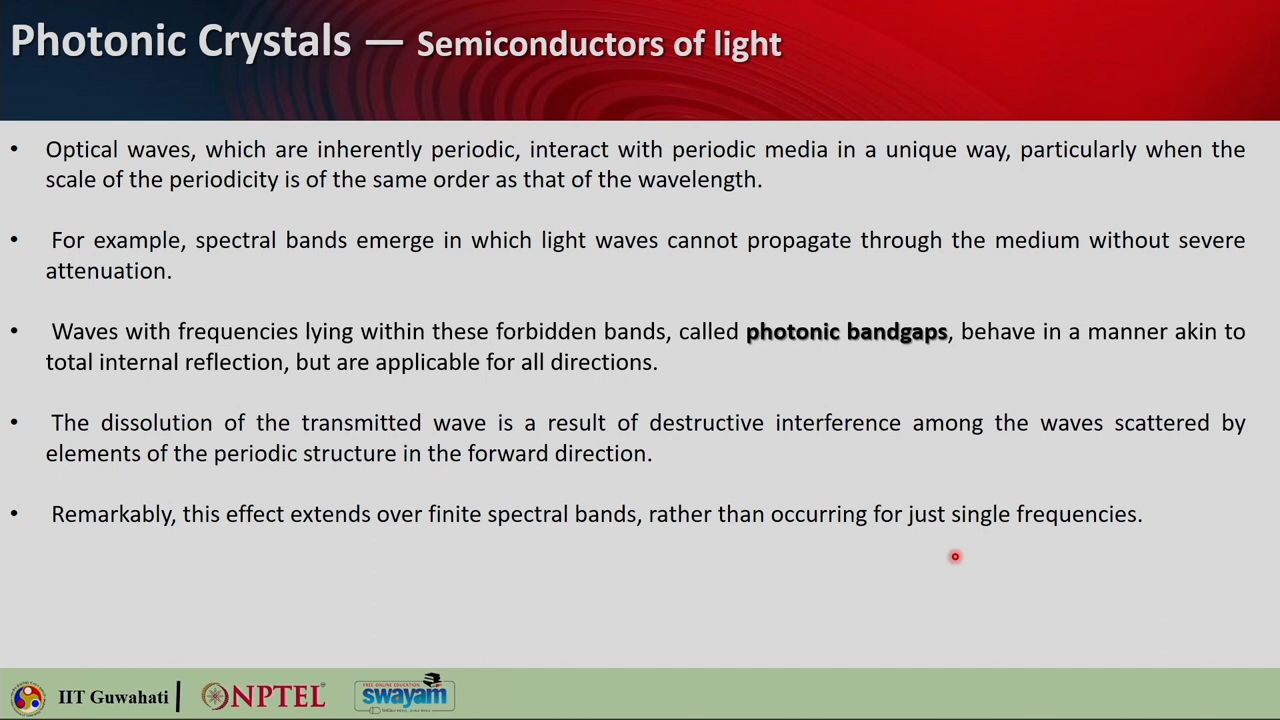 Photonic Crystals — Semiconductors of light
• Optical waves, which are inherently periodic, interact with periodic media in a unique way, particularly when the
scale of the periodicity is of the same order as that of the wavelength.
• For example, spectral bands emerge in which light waves cannot propagate through the medium without severe
attenuation.
• Waves with frequencies lying within these forbidden bands, called photonic bandgaps, behave in a manner akin to
total internal reflection, but are applicable for all directions.
• The dissolution of the transmitted wave is a result of destructive interference among the waves scattered by
elements of the periodic structure in the forward direction.
• Remarkably, this effect extends over finite spectral bands, rather than occurring for just single frequencies.
IIT Guwahati
NPTEL
FREE ONLINE EDUCATION
swayam